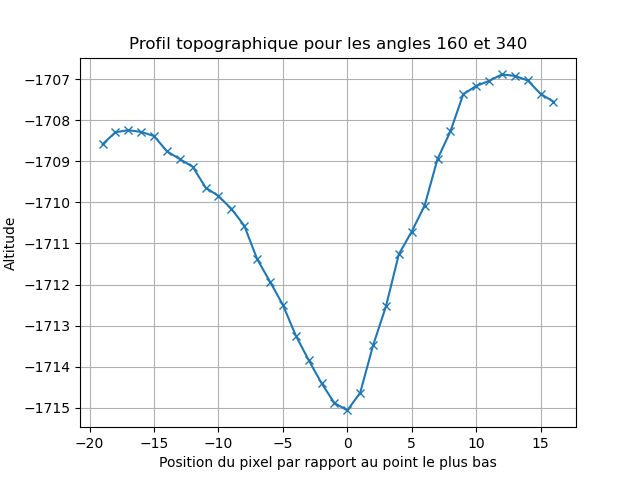 Profil topographique pour les angles 160 et 340
Altitude
−1707
−1708
−1709
−1710
−1711
−1712
−1713
−1714
−1715
−20 −15 −10 −5 0 5 10 15
Position du pixel par rapport au point le plus bas